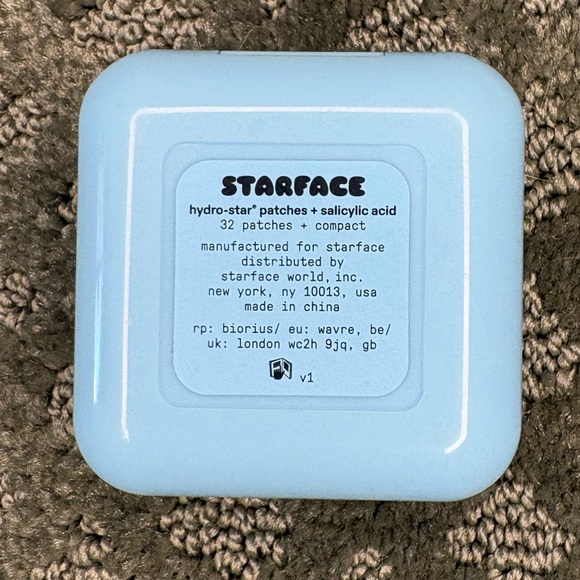 STARFACE
hydro-star® patches + salicylic acid
32 patches + compact
manufactured for starface
distributed by
starface world, inc.
new york, ny 10013, usa
made in china
rp: biorius/ eu: wavre, be/
uk: london wc2h 9jq, gb
v1